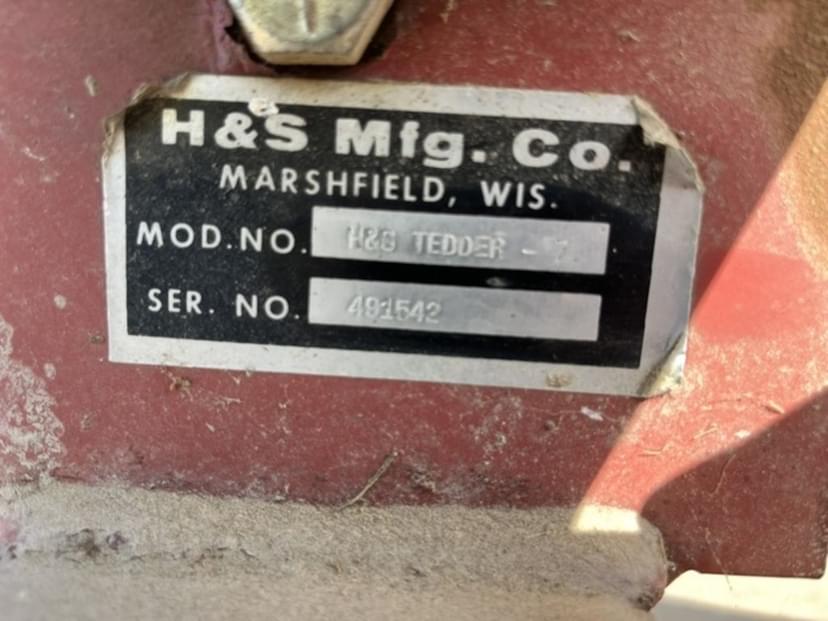 H&S Mfg. Co.
MARSHFIELD, WIS.
MOD.NO. H&S TEDDER -
SER. NO. 491542